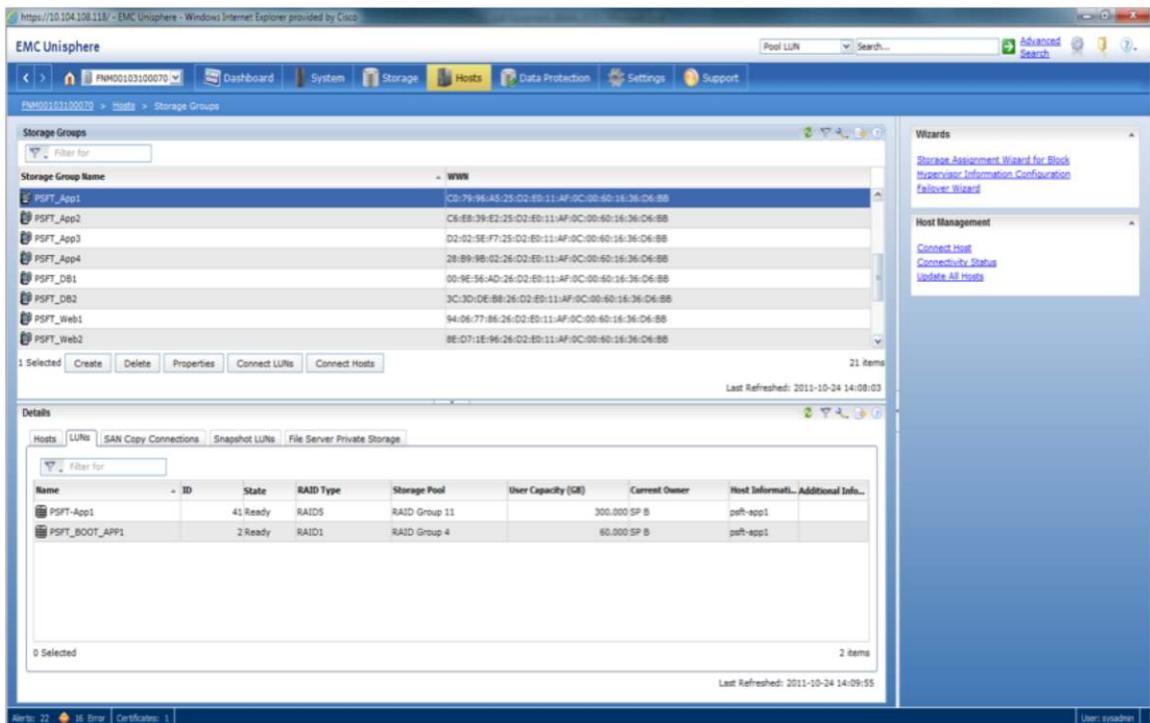 https://10.104.108.118/ - EMC Unisphere - Windows Internet Explorer provided by Cisco
EMC Unisphere
Pool LUN
Search...
Advanced Search
FNM00103100070
Dashboard
System
Storage
Hosts
Data Protection
Settings
Support
FNM00103100070 > Hosts > Storage Groups
Storage Groups
Filter for
Storage Group Name WWN
PSFT_App1 C0:79:96:A5:25:D2:E0:11:AF:0C:00:60:16:36:D6:BB
PSFT_App2 C6:E8:39:E2:25:D2:E0:11:AF:0C:00:60:16:36:D6:BB
PSFT_App3 D2:02:5E:F7:25:D2:E0:11:AF:0C:00:60:16:36:D6:BB
PSFT_App4 28:B9:9B:02:26:D2:E0:11:AF:0C:00:60:16:36:D6:BB
PSFT_DB1 00:9E:56:AD:26:D2:E0:11:AF:0C:00:60:16:36:D6:BB
PSFT_DB2 3C:3D:DE:B8:26:D2:E0:11:AF:0C:00:60:16:36:D6:BB
PSFT_Web1 94:06:77:86:26:D2:E0:11:AF:0C:00:60:16:36:D6:BB
PSFT_Web2 8E:D7:1E:96:26:D2:E0:11:AF:0C:00:60:16:36:D6:BB
1 Selected Create Delete Properties Connect LUNs Connect Hosts 21 items
Last Refreshed: 2011-10-24 14:08:03
Details
Hosts LUNs SAN Copy Connections Snapshot LUNs File Server Private Storage
Filter for
Name ID State RAID Type Storage Pool User Capacity (GB) Current Owner Host Informati... Additional Info...
PSFT-App1 41 Ready RAID5 RAID Group 11 300.000 SP B psft-app1
PSFT_BOOT_APP1 2 Ready RAID1 RAID Group 4 60.000 SP B psft-app1
0 Selected 2 items
Last Refreshed: 2011-10-24 14:09:55
Wizards
Storage Assignment Wizard for Block
Hypervisor Information Configuration
Failover Wizard
Host Management
Connect Host
Connectivity Status
Update All Hosts
Alerts: 22 16 Error Certificates: 1
User: sysadmin